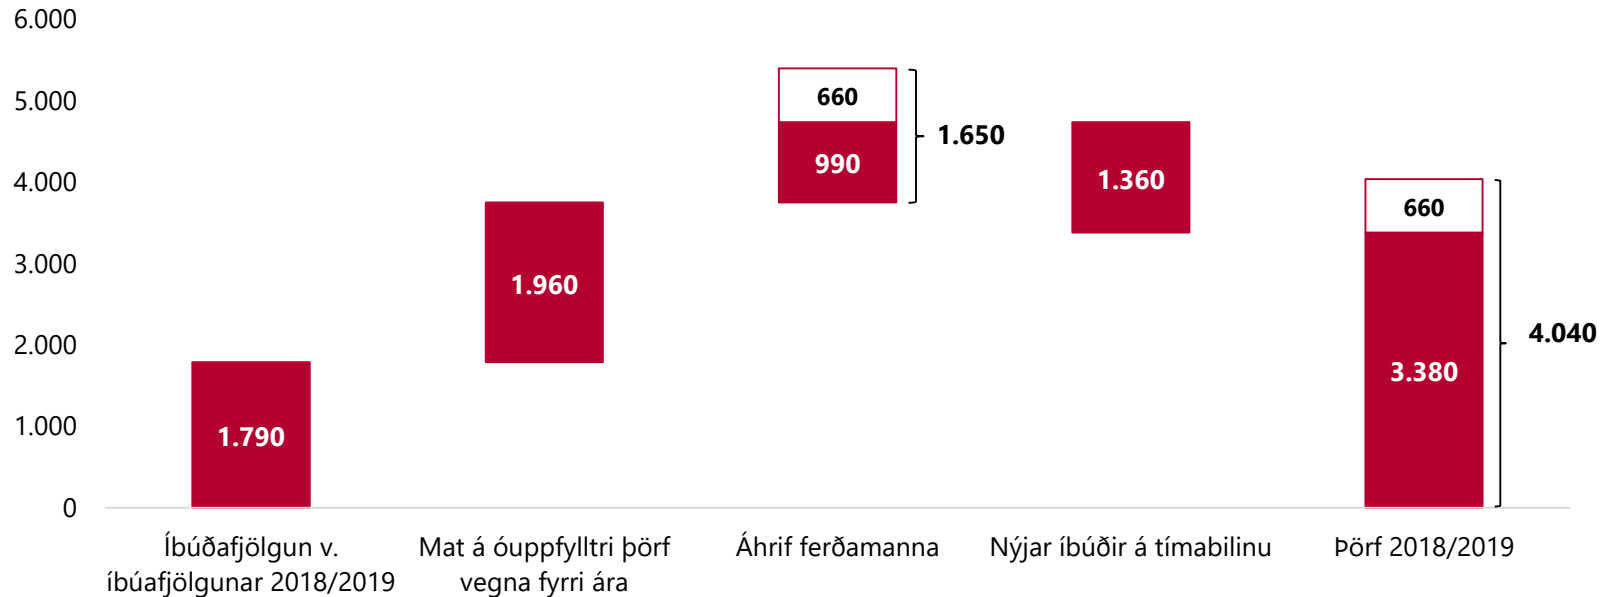 6.000
5.000
4.000
3.000
2.000
1.000
0
1.790
1.960
660
990
1.650
1.360
660
3.380
4.040
Íbúðafjölgun v.
íbúafjölgunar 2018/2019
Mat á óuppfylltri þörf
vegna fyrri ára
Áhrif ferðamanna
Nýjar íbúðir á tímabilinu
Þörf 2018/2019